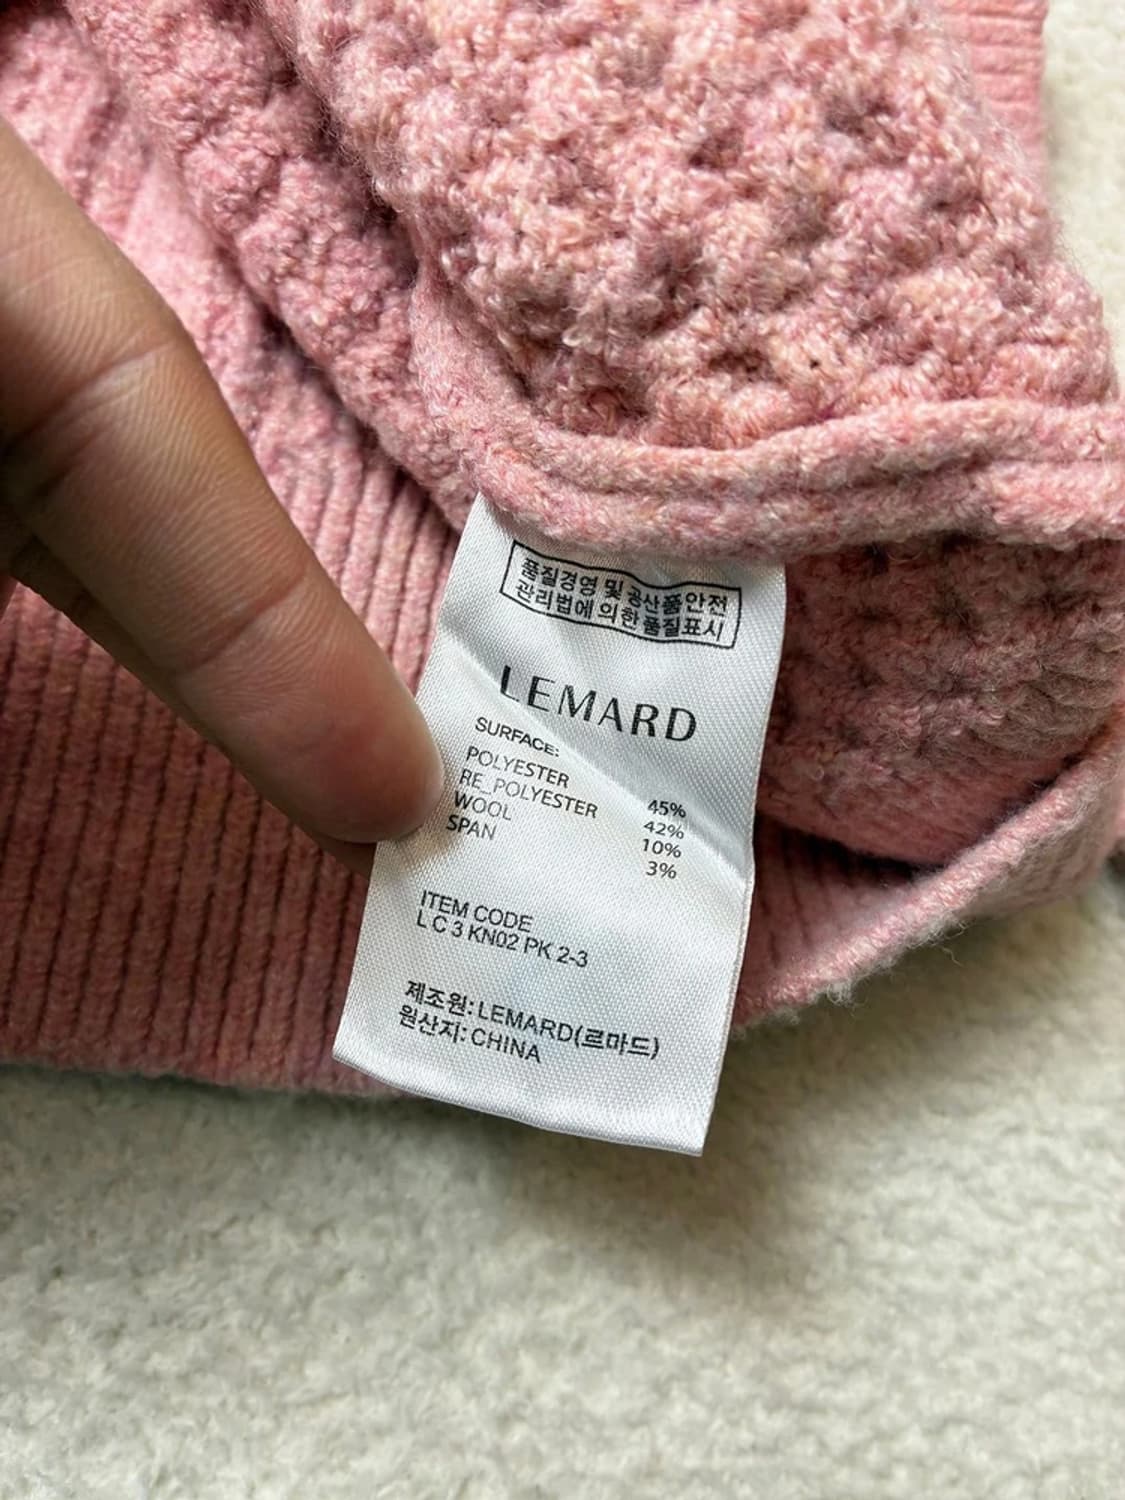 품질경영 및 공산품안전
관리법에 의한 품질표시
LEMARD
SURFACE:
POLYESTER 45%
RE_POLYESTER 42%
WOOL 10%
SPAN 3%
ITEM CODE
L C 3 KN02 PK 2-3
제조원: LEMARD(르마드)
원산지: CHINA